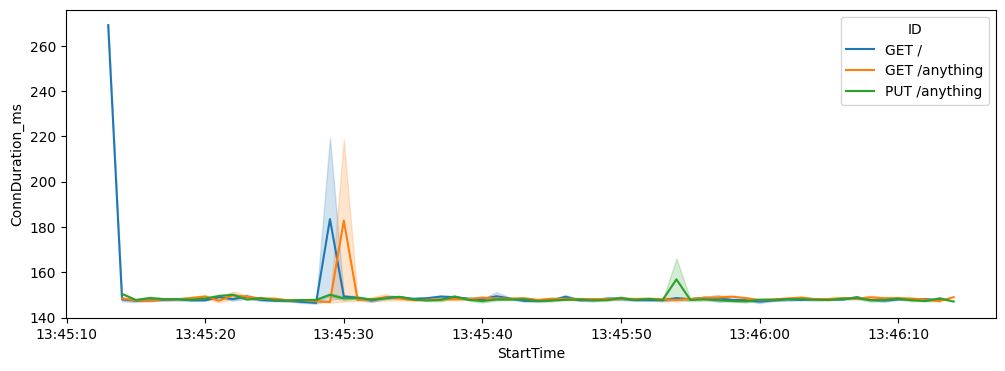 ID
GET /
GET /anything
PUT /anything
260
240
220
200
180
160
140
ConnDuration_ms
13:45:10 13:45:20 13:45:30 13:45:40 13:45:50 13:46:00 13:46:10
StartTime